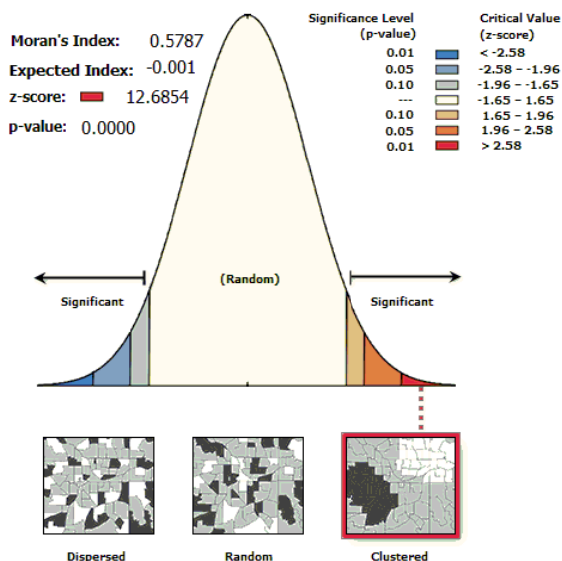 Moran's Index: 0.5787
Expected Index: -0.001
z-score: 12.6854
p-value: 0.0000
Significance Level Critical Value
(p-value) (z-score)
0.01 < -2.58
0.05 -2.58 – -1.96
0.10 -1.96 – -1.65
--- -1.65 – 1.65
0.10 1.65 – 1.96
0.05 1.96 – 2.58
0.01 > 2.58
(Random)
Significant Significant
Dispersed Random Clustered